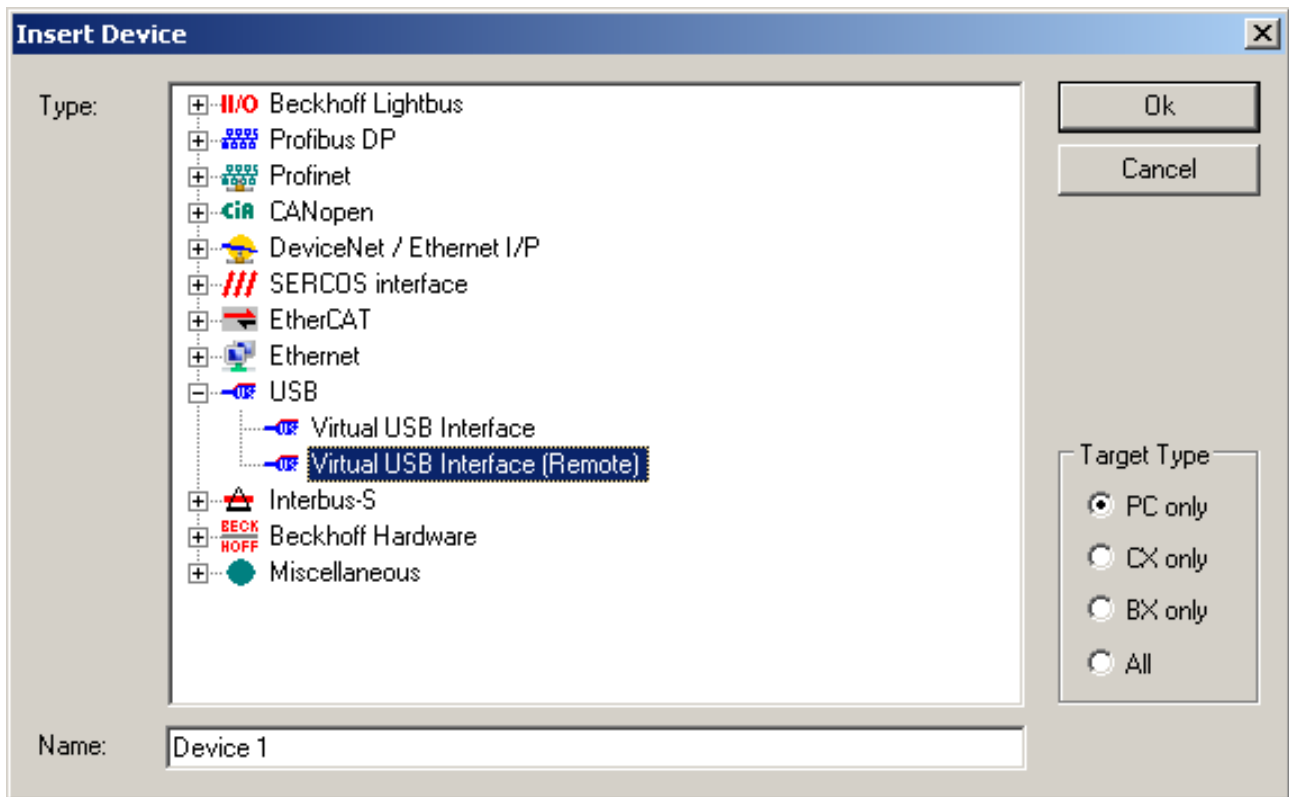 Insert Device
Type:
II/O Beckhoff Lightbus
Profibus DP
Profinet
CiA CANopen
DeviceNet / Ethernet I/P
SERCOS interface
EtherCAT
Ethernet
USB
Virtual USB Interface
Virtual USB Interface (Remote)
Interbus-S
BECK
HOFF
Beckhoff Hardware
Miscellaneous
Ok
Cancel
Target Type
PC only
CX only
BX only
All
Name:
Device 1